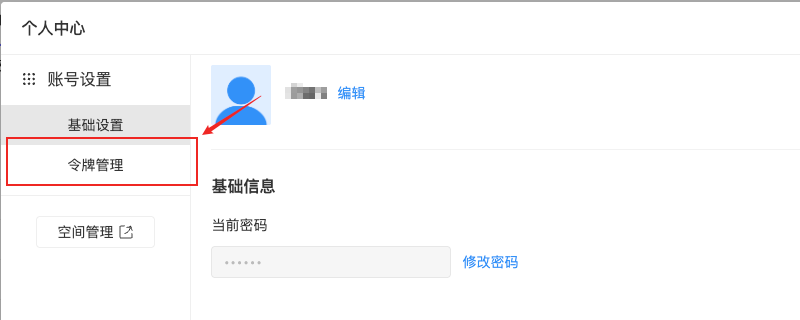 个人中心
账号设置
基础设置
令牌管理
空间管理
编辑
基础信息
当前密码
••••••
修改密码